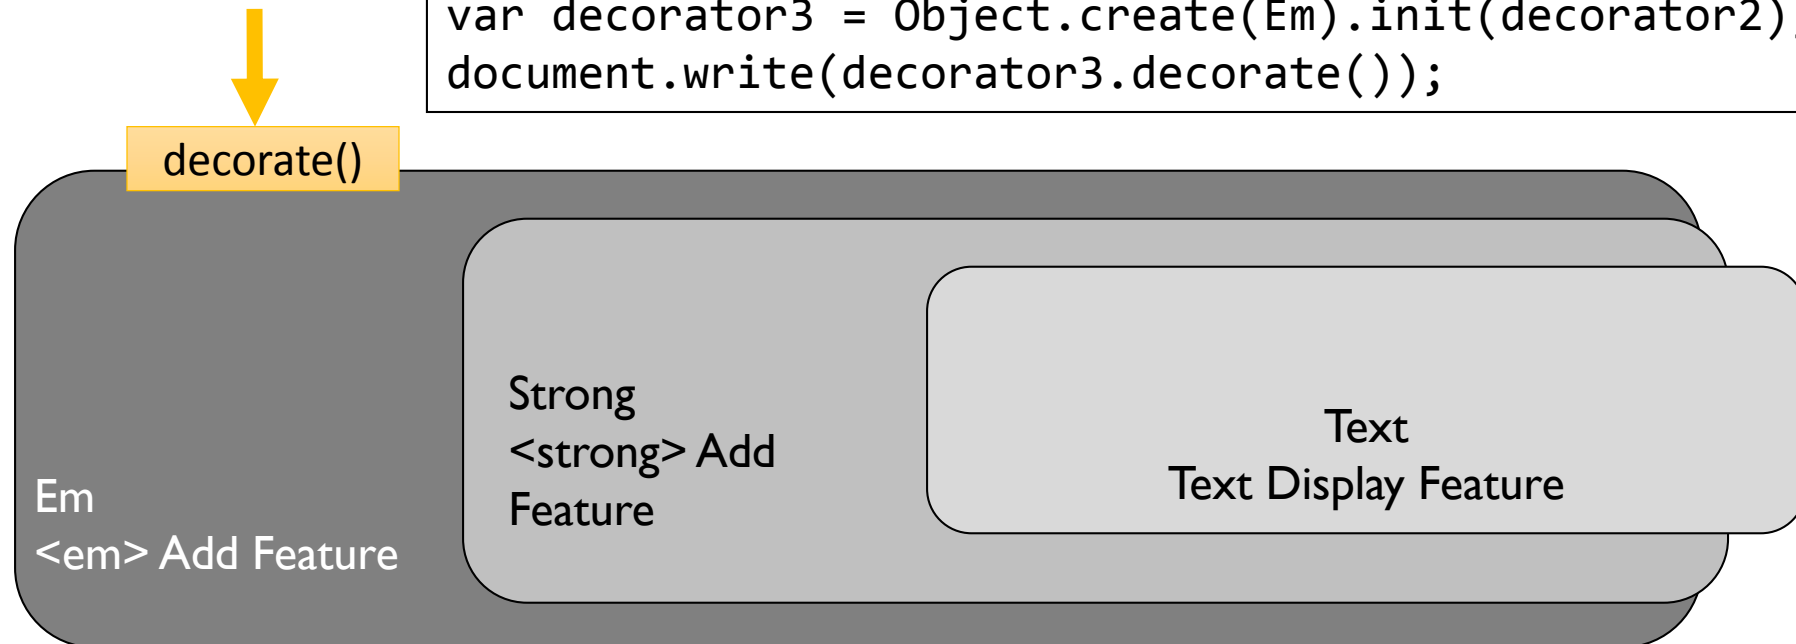 var decorator3 = Object.create(Em).init(decorator2);
document.write(decorator3.decorate());
decorate()
Strong
<strong> Add
Feature
Text
Text Display Feature
Em
<em> Add Feature